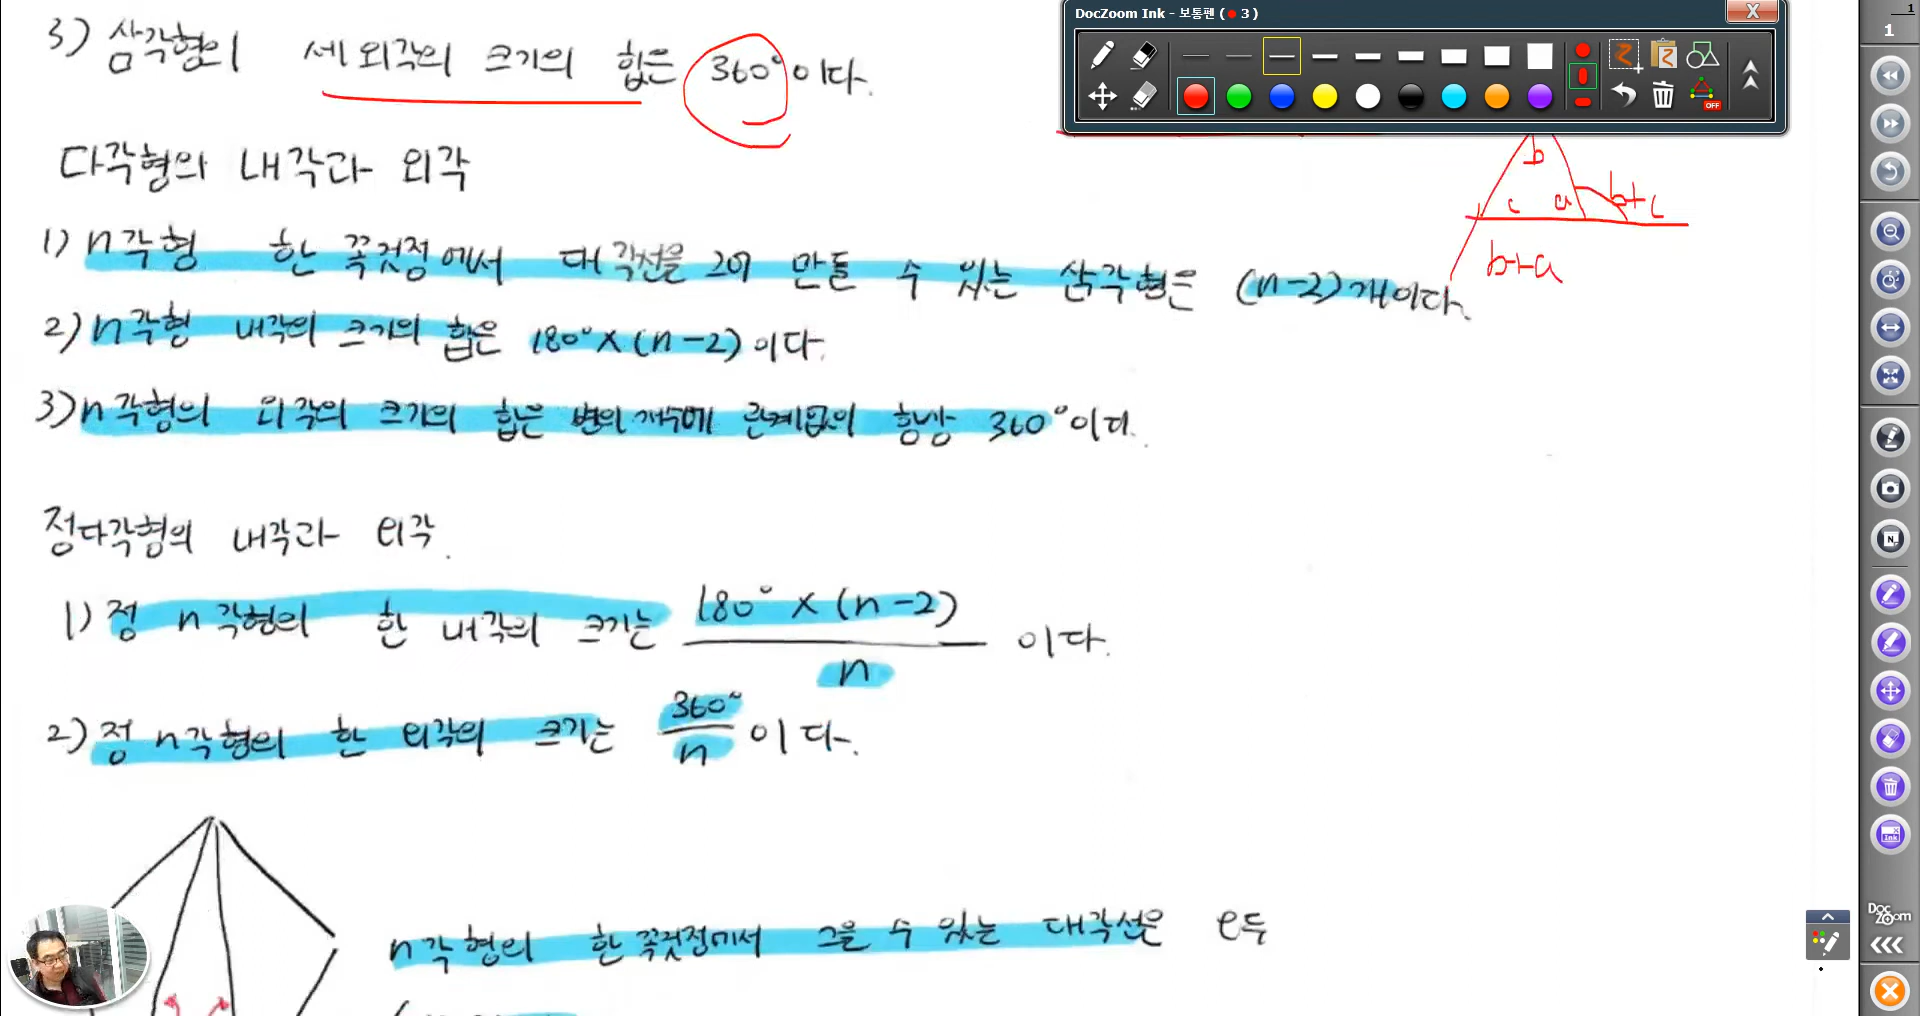 DocZoom Ink - 보통펜 ( 3 )
X
OFF
1
1
3) 삼각형의 세 외각의 크기의 합은 360°이다.
b
c a b+c
b+a
다각형의 내각과 외각
1) n각형 한 꼭짓점에서 대각선을 그어 만들 수 있는 삼각형은 (n-2)개이다.
2) n각형 내각의 크기의 합은 180°×(n-2)이다.
3) n각형의 외각의 크기의 합은 변의 개수에 관계없이 항상 360°이다.
정다각형의 내각과 외각.
1) 정 n각형의 한 내각의 크기는 180°×(n-2) / n 이다.
2) 정 n각형의 한 외각의 크기는 360° / n 이다.
n각형의 한 꼭짓점에서 그을 수 있는 대각선은 모두
N
Ink
Doc Zoom